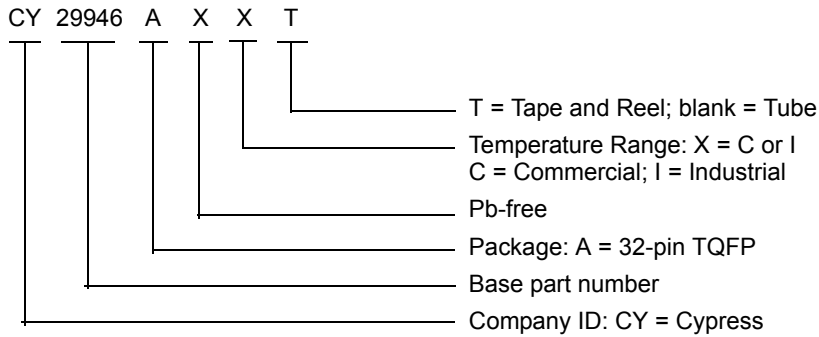 CY 29946 A X X T
T = Tape and Reel; blank = Tube
Temperature Range: X = C or I
C = Commercial; I = Industrial
Pb-free
Package: A = 32-pin TQFP
Base part number
Company ID: CY = Cypress